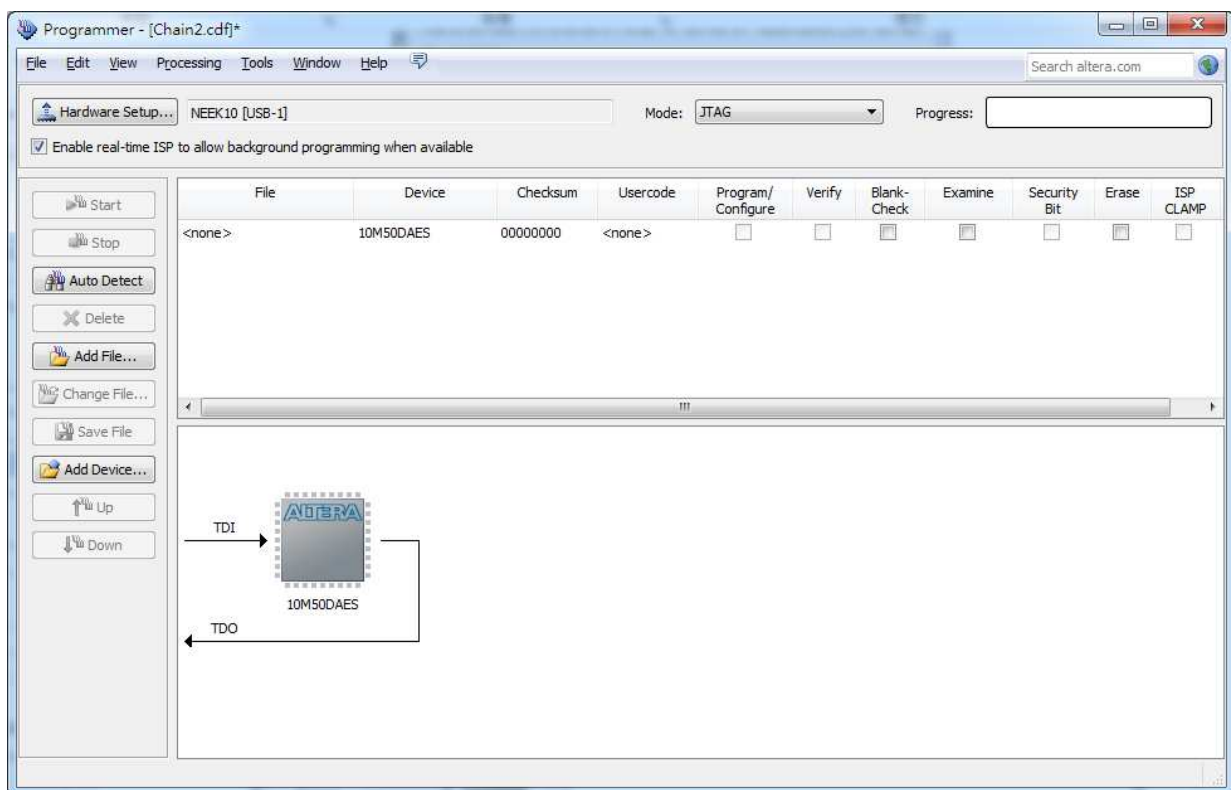 Programmer - [Chain2.cdf]*
File Edit View Processing Tools Window Help
Search altera.com
Hardware Setup... NEEK10 [USB-1] Mode: JTAG Progress:
Enable real-time ISP to allow background programming when available
Start
Stop
Auto Detect
Delete
Add File...
Change File...
Save File
Add Device...
Up
Down
File Device Checksum Usercode Program/ Configure Verify Blank- Check Examine Security Bit Erase ISP CLAMP
<none> 10M50DAES 00000000 <none>
ALTERA
TDI
10M50DAES
TDO